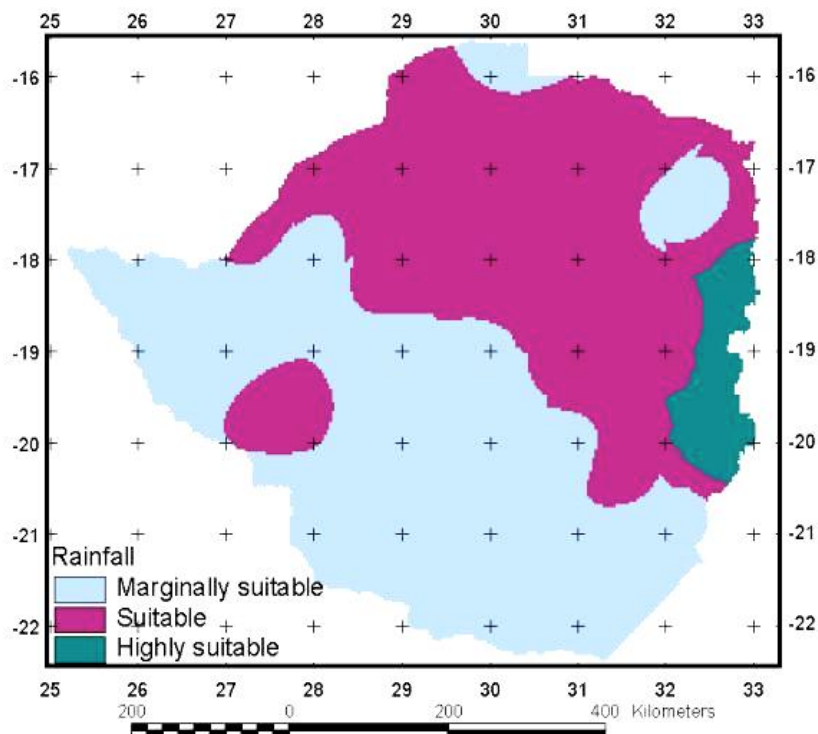 25 26 27 28 29 30 31 32 33
-16 -16
-17 -17
-18 -18
-19 -19
-20 -20
-21 -21
Rainfall
Marginally suitable
Suitable
-22 -22
Highly suitable
25 26 27 28 29 30 31 32 33
200 0 200 400 Kilometers